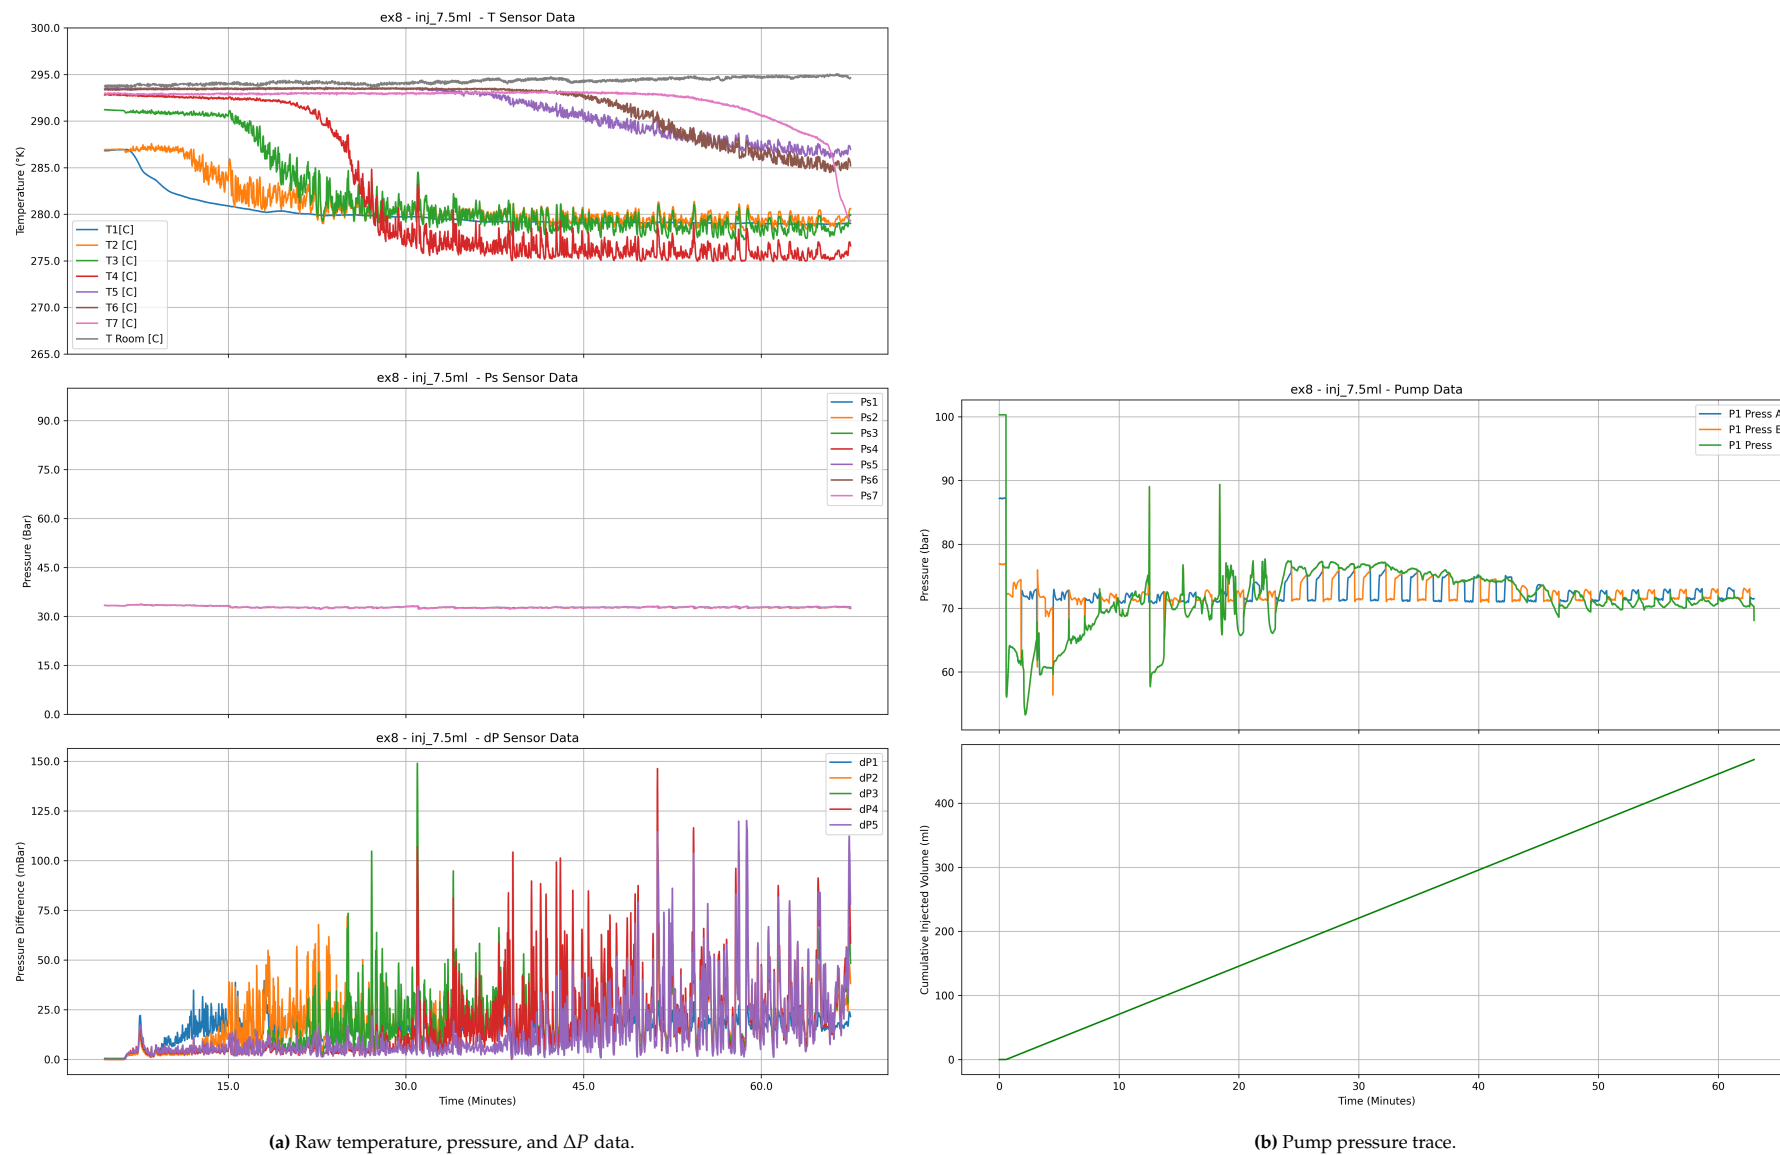 ex8 - inj_7.5ml - T Sensor Data
300.0
295.0
290.0
285.0
280.0
275.0
270.0
265.0
Temperature (°K)
T1[C]
T2 [C]
T3 [C]
T4 [C]
T5 [C]
T6 [C]
T7 [C]
T Room [C]
ex8 - inj_7.5ml - Ps Sensor Data
90.0
75.0
60.0
45.0
30.0
15.0
0.0
Pressure (Bar)
Ps1
Ps2
Ps3
Ps4
Ps5
Ps6
Ps7
ex8 - inj_7.5ml - dP Sensor Data
150.0
125.0
100.0
75.0
50.0
25.0
0.0
Pressure Difference (mBar)
dP1
dP2
dP3
dP4
dP5
15.0 30.0 45.0 60.0
Time (Minutes)
(a) Raw temperature, pressure, and ΔP data.
ex8 - inj_7.5ml - Pump Data
100
90
80
70
60
Pressure (bar)
P1 Press A
P1 Press
P1 Press
400
300
200
100
0
Cumulative Injected Volume (ml)
0 10 20 30 40 50 60
Time (Minutes)
(b) Pump pressure trace.